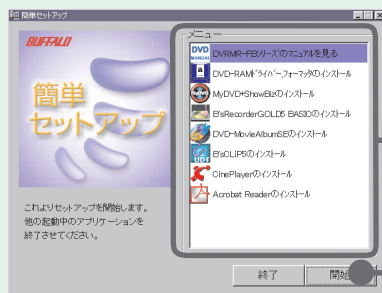 簡単セットアップ
BUFFALO
簡単
セットアップ
これよりセットアップを開始します。
他の起動中のアプリケーションを
終了させてください。
メニュー
DVD MANUAL
DVRMR-FBシリーズのマニュアルを見る
DVD-RAMドライバ・フォーマッタのインストール
MyDVD+ShowBizのインストール
B'sRecorderGOLD5 BASICのインストール
DVD-MovieAlbumSEのインストール
B'sCLiP5のインストール
CinePlayerのインストール
Acrobat Readerのインストール
終了
開始